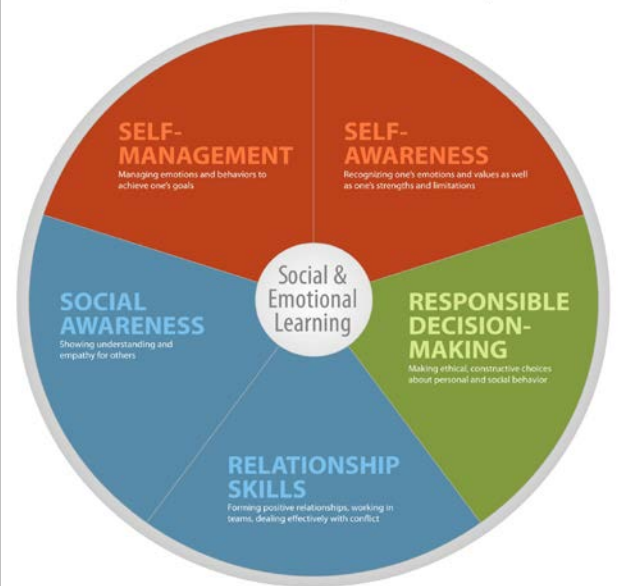 SELF-
MANAGEMENT
Managing emotions and behaviors to
achieve one's goals
SELF-
AWARENESS
Recognizing one's emotions and values as well
as one's strengths and limitations
SOCIAL
AWARENESS
Showing understanding and
empathy for others
Social &
Emotional
Learning
RESPONSIBLE
DECISION-
MAKING
Making ethical, constructive choices
about personal and social behavior
RELATIONSHIP
SKILLS
Forming positive relationships, working in
teams, dealing effectively with conflict